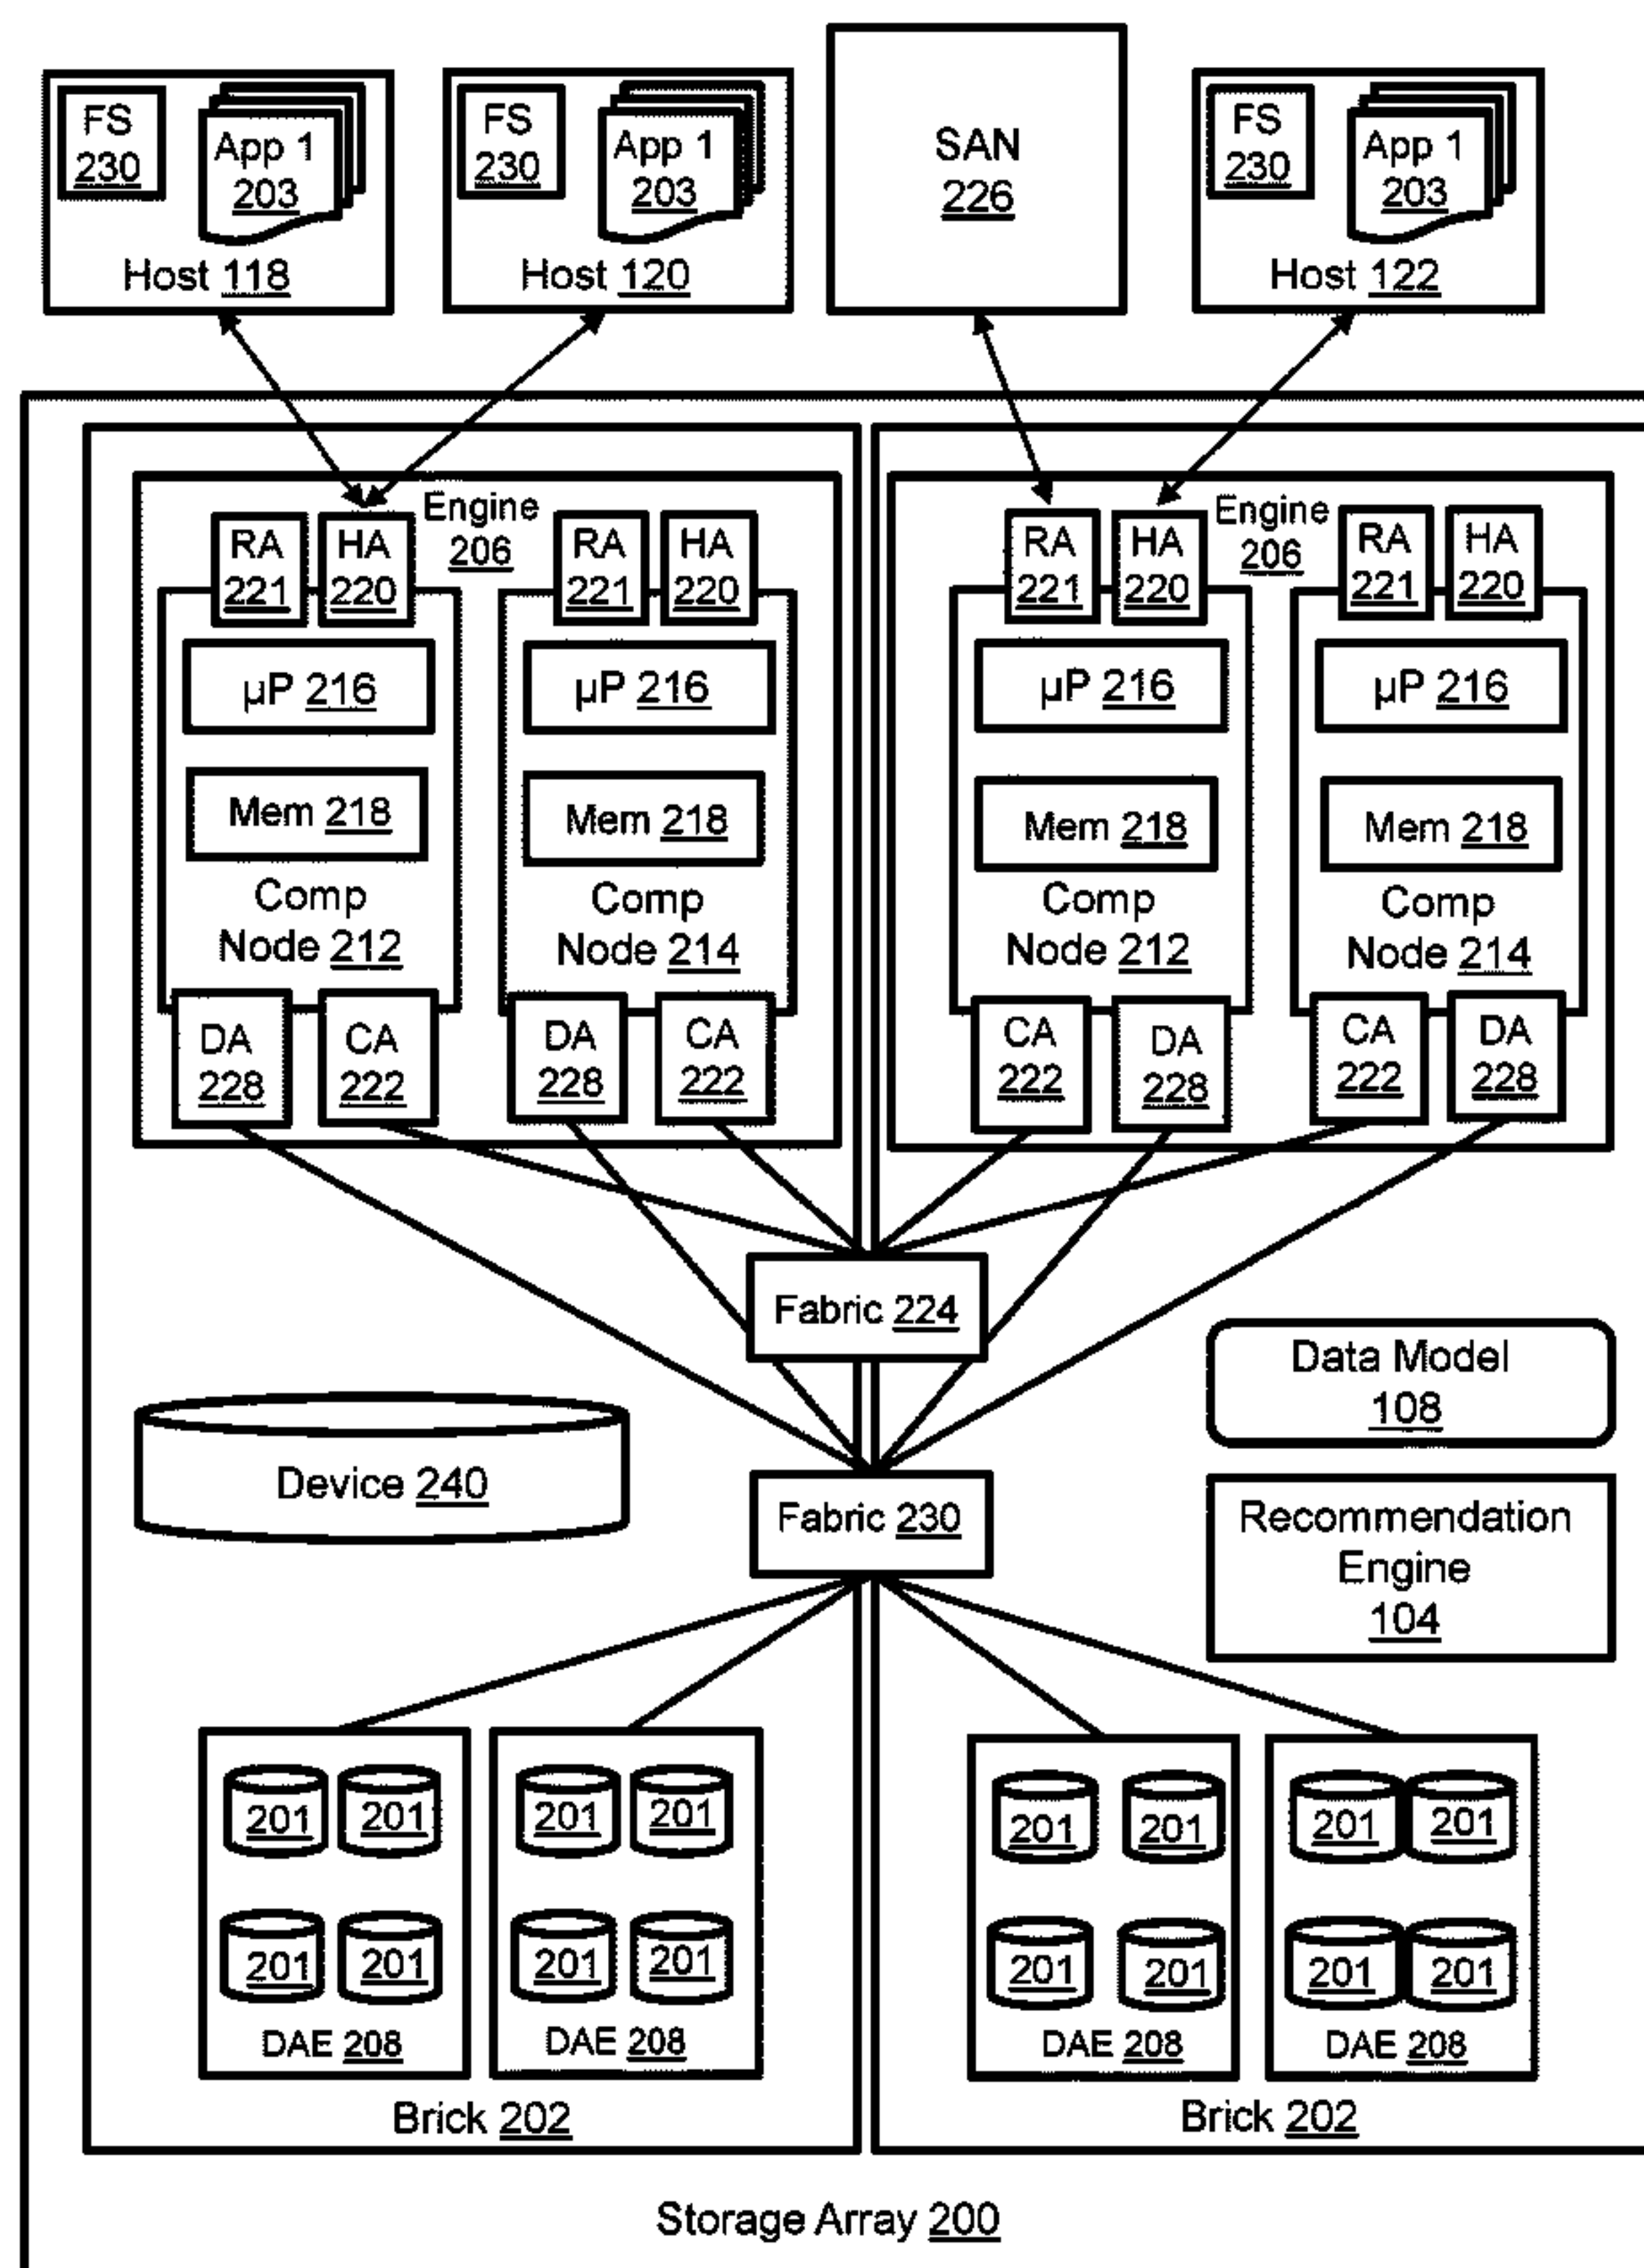 FS
230
App 1
203
Host 118
FS
230
App 1
203
Host 120
SAN
226
FS
230
App 1
203
Host 122
RA
221
HA
220
Engine
206
RA
221
HA
220
µP 216
µP 216
Mem 218
Mem 218
Comp
Node 212
Comp
Node 214
DA
228
CA
222
DA
228
CA
222
RA
221
HA
220
Engine
206
RA
221
HA
220
µP 216
µP 216
Mem 218
Mem 218
Comp
Node 212
Comp
Node 214
CA
222
DA
228
CA
222
DA
228
Fabric 224
Data Model
108
Device 240
Fabric 230
Recommendation
Engine
104
201 201
201 201
DAE 208
201 201
201 201
DAE 208
Brick 202
201 201
201 201
DAE 208
201 201
201 201
DAE 208
Brick 202
Storage Array 200